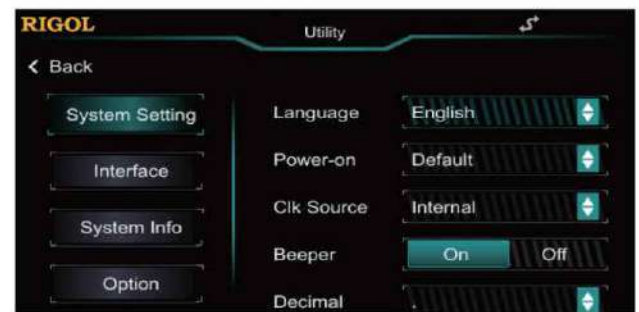 RIGOL
Utility
Back
System Setting
Interface
System Info
Option
Language English
Power-on Default
Clk Source Internal
Beeper On Off
Decimal .